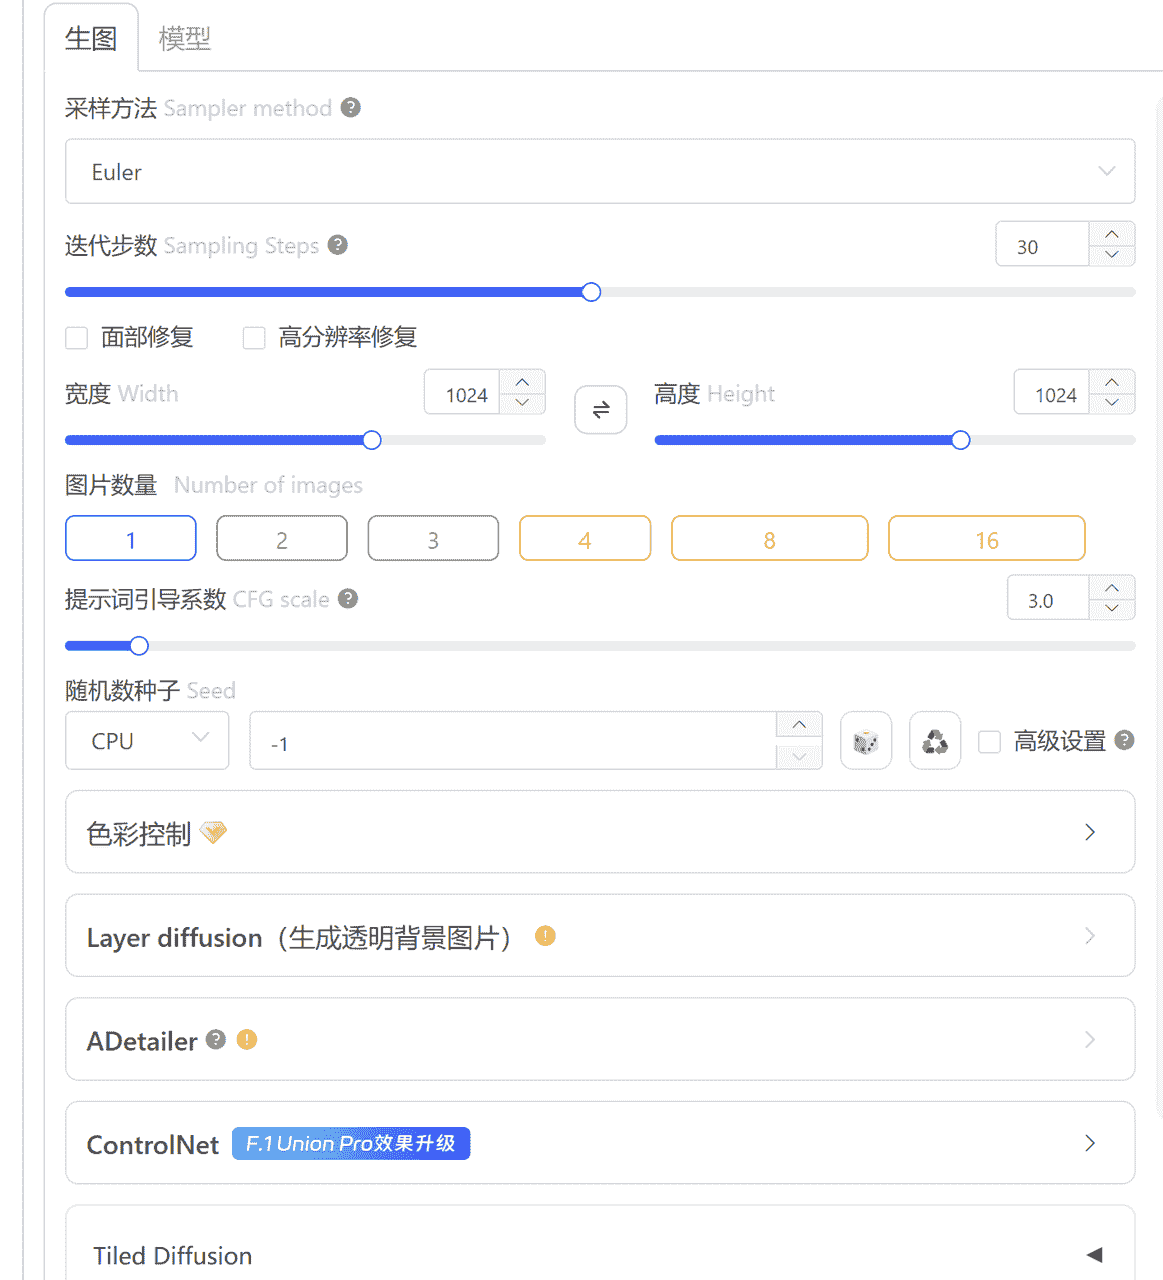 生图 模型
采样方法 Sampler method ?
Euler
迭代步数 Sampling Steps ? 30
面部修复 高分辨率修复
宽度 Width 1024 高度 Height 1024
图片数量 Number of images
1 2 3 4 8 16
提示词引导系数 CFG scale ? 3.0
随机数种子 Seed
CPU -1 高级设置 ?
色彩控制
Layer diffusion（生成透明背景图片） !
ADetailer ? !
ControlNet F.1 Union Pro效果升级
Tiled Diffusion